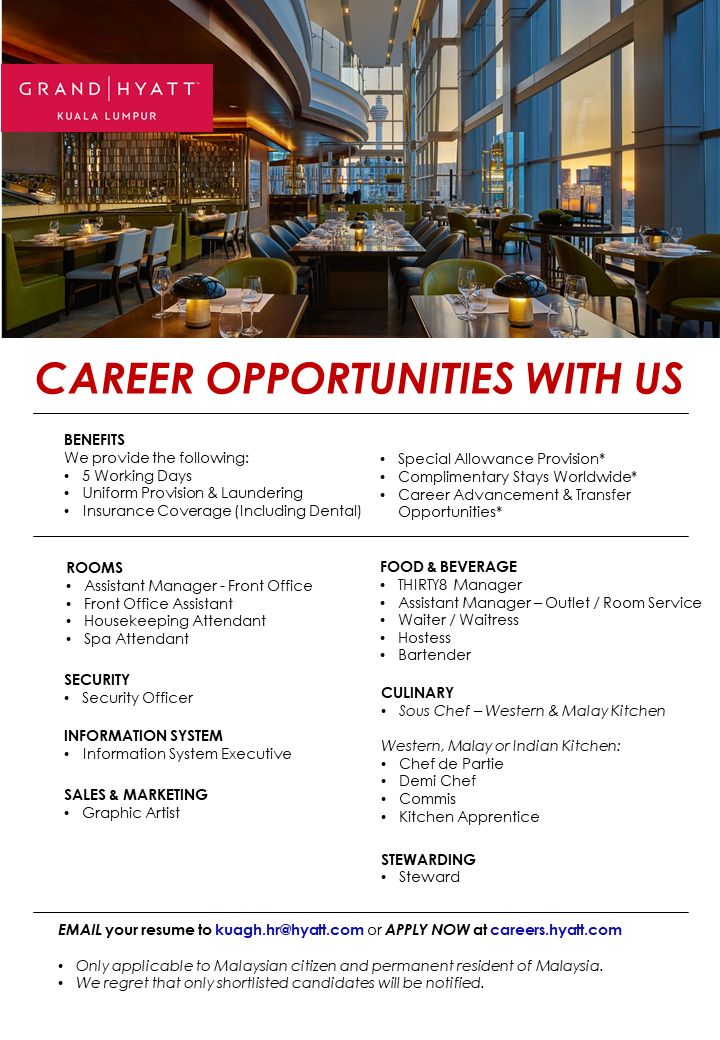 GRAND|HYATT™
KUALA LUMPUR
CAREER OPPORTUNITIES WITH US
BENEFITS
We provide the following:
• 5 Working Days
• Uniform Provision & Laundering
• Insurance Coverage (Including Dental)
• Special Allowance Provision*
• Complimentary Stays Worldwide*
• Career Advancement & Transfer
Opportunities*
ROOMS
• Assistant Manager - Front Office
• Front Office Assistant
• Housekeeping Attendant
• Spa Attendant
SECURITY
• Security Officer
INFORMATION SYSTEM
• Information System Executive
SALES & MARKETING
• Graphic Artist
FOOD & BEVERAGE
• THIRTY8 Manager
• Assistant Manager – Outlet / Room Service
• Waiter / Waitress
• Hostess
• Bartender
CULINARY
• Sous Chef – Western & Malay Kitchen
Western, Malay or Indian Kitchen:
• Chef de Partie
• Demi Chef
• Commis
• Kitchen Apprentice
STEWARDING
• Steward
EMAIL your resume to kuagh.hr@hyatt.com or APPLY NOW at careers.hyatt.com
• Only applicable to Malaysian citizen and permanent resident of Malaysia.
• We regret that only shortlisted candidates will be notified.